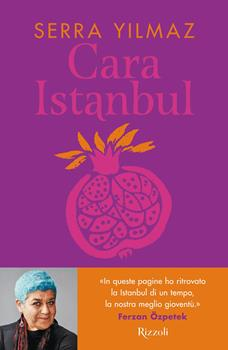 SERRA YILMAZ
Cara
Istanbul
«In queste pagine ho ritrovato
la Istanbul di un tempo,
la nostra meglio gioventù.»
Ferzan Özpetek
Rizzoli